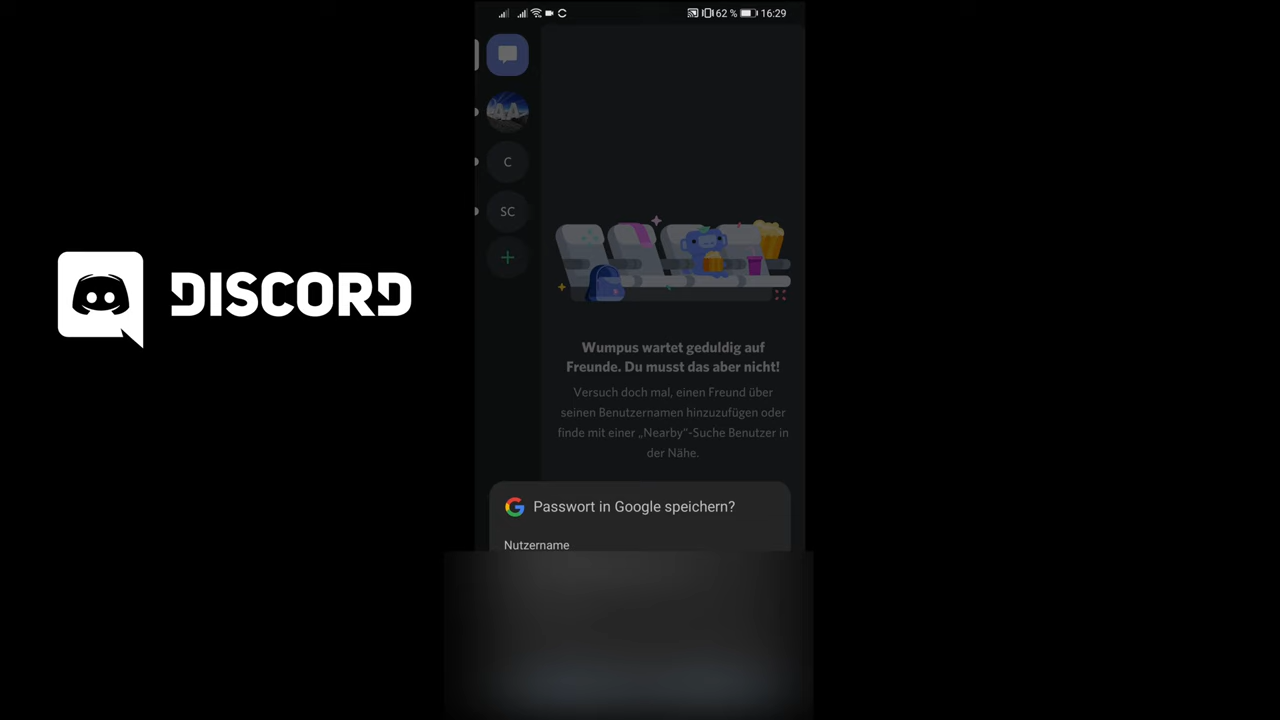 62 % 16:29
AA
C
SC
DISCORD
Wumpus wartet geduldig auf
Freunde. Du musst das aber nicht!
Versuch doch mal, einen Freund über
seinen Benutzernamen hinzuzufügen oder
finde mit einer „Nearby“-Suche Benutzer in
der Nähe.
Passwort in Google speichern?
Nutzername